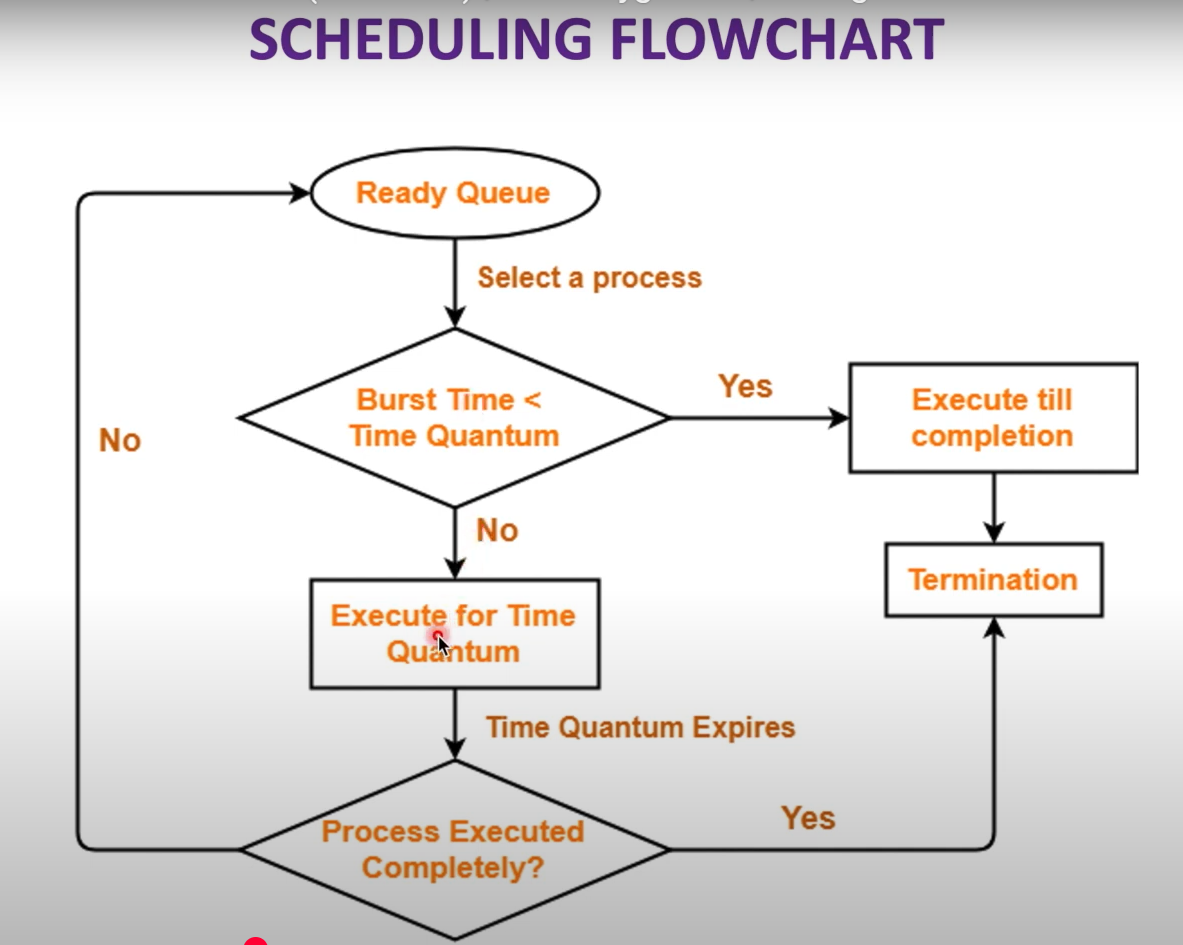 SCHEDULING FLOWCHART
Ready Queue
Select a process
Burst Time <
Time Quantum
Yes
Execute till
completion
No
No
Termination
Execute for Time
Quantum
Time Quantum Expires
Process Executed
Completely?
Yes